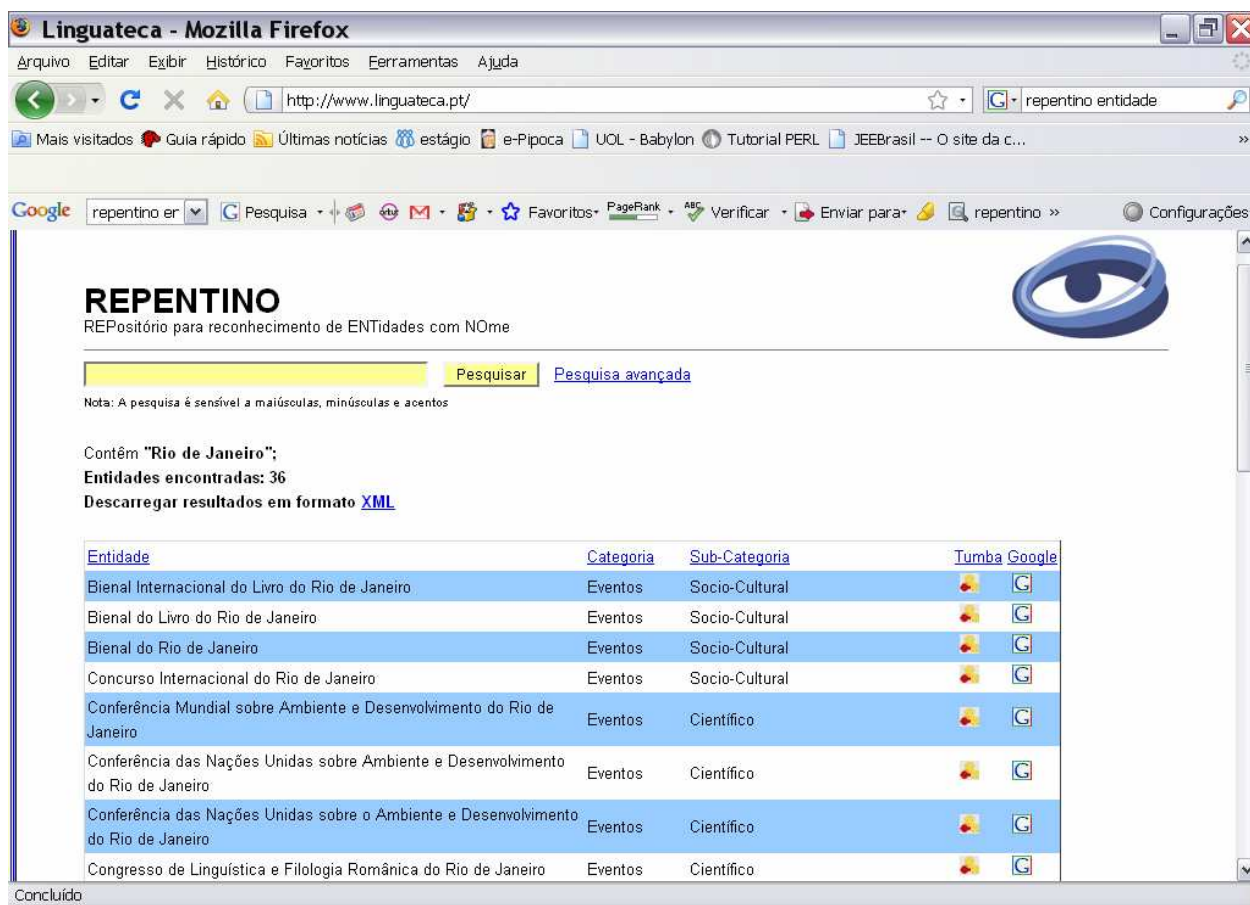 Linguateca - Mozilla Firefox
Arquivo Editar Exibir Histórico Favoritos Ferramentas Ajuda
http://www.linguateca.pt/ G repentino entidade
Mais visitados Guia rápido Últimas notícias estágio e-Pipoca UOL - Babylon Tutorial PERL JEEBrasil -- O site da c... »
Google repentino er G Pesquisa Favoritos PageRank ABC Verificar Enviar para repentino » Configurações
REPENTINO
REPositório para reconhecimento de ENTidades com NOme
Pesquisar Pesquisa avançada
Nota: A pesquisa é sensível a maiúsculas, minúsculas e acentos
Contêm "Rio de Janeiro";
Entidades encontradas: 36
Descarregar resultados em formato XML
Entidade Categoria Sub-Categoria Tumba Google
Bienal Internacional do Livro do Rio de Janeiro Eventos Socio-Cultural G
Bienal do Livro do Rio de Janeiro Eventos Socio-Cultural G
Bienal do Rio de Janeiro Eventos Socio-Cultural G
Concurso Internacional do Rio de Janeiro Eventos Socio-Cultural G
Conferência Mundial sobre Ambiente e Desenvolvimento do Rio de
Janeiro Eventos Científico G
Conferência das Nações Unidas sobre Ambiente e Desenvolvimento
do Rio de Janeiro Eventos Científico G
Conferência das Nações Unidas sobre o Ambiente e Desenvolvimento
do Rio de Janeiro Eventos Científico G
Congresso de Linguística e Filologia Românica do Rio de Janeiro Eventos Científico G
Concluído